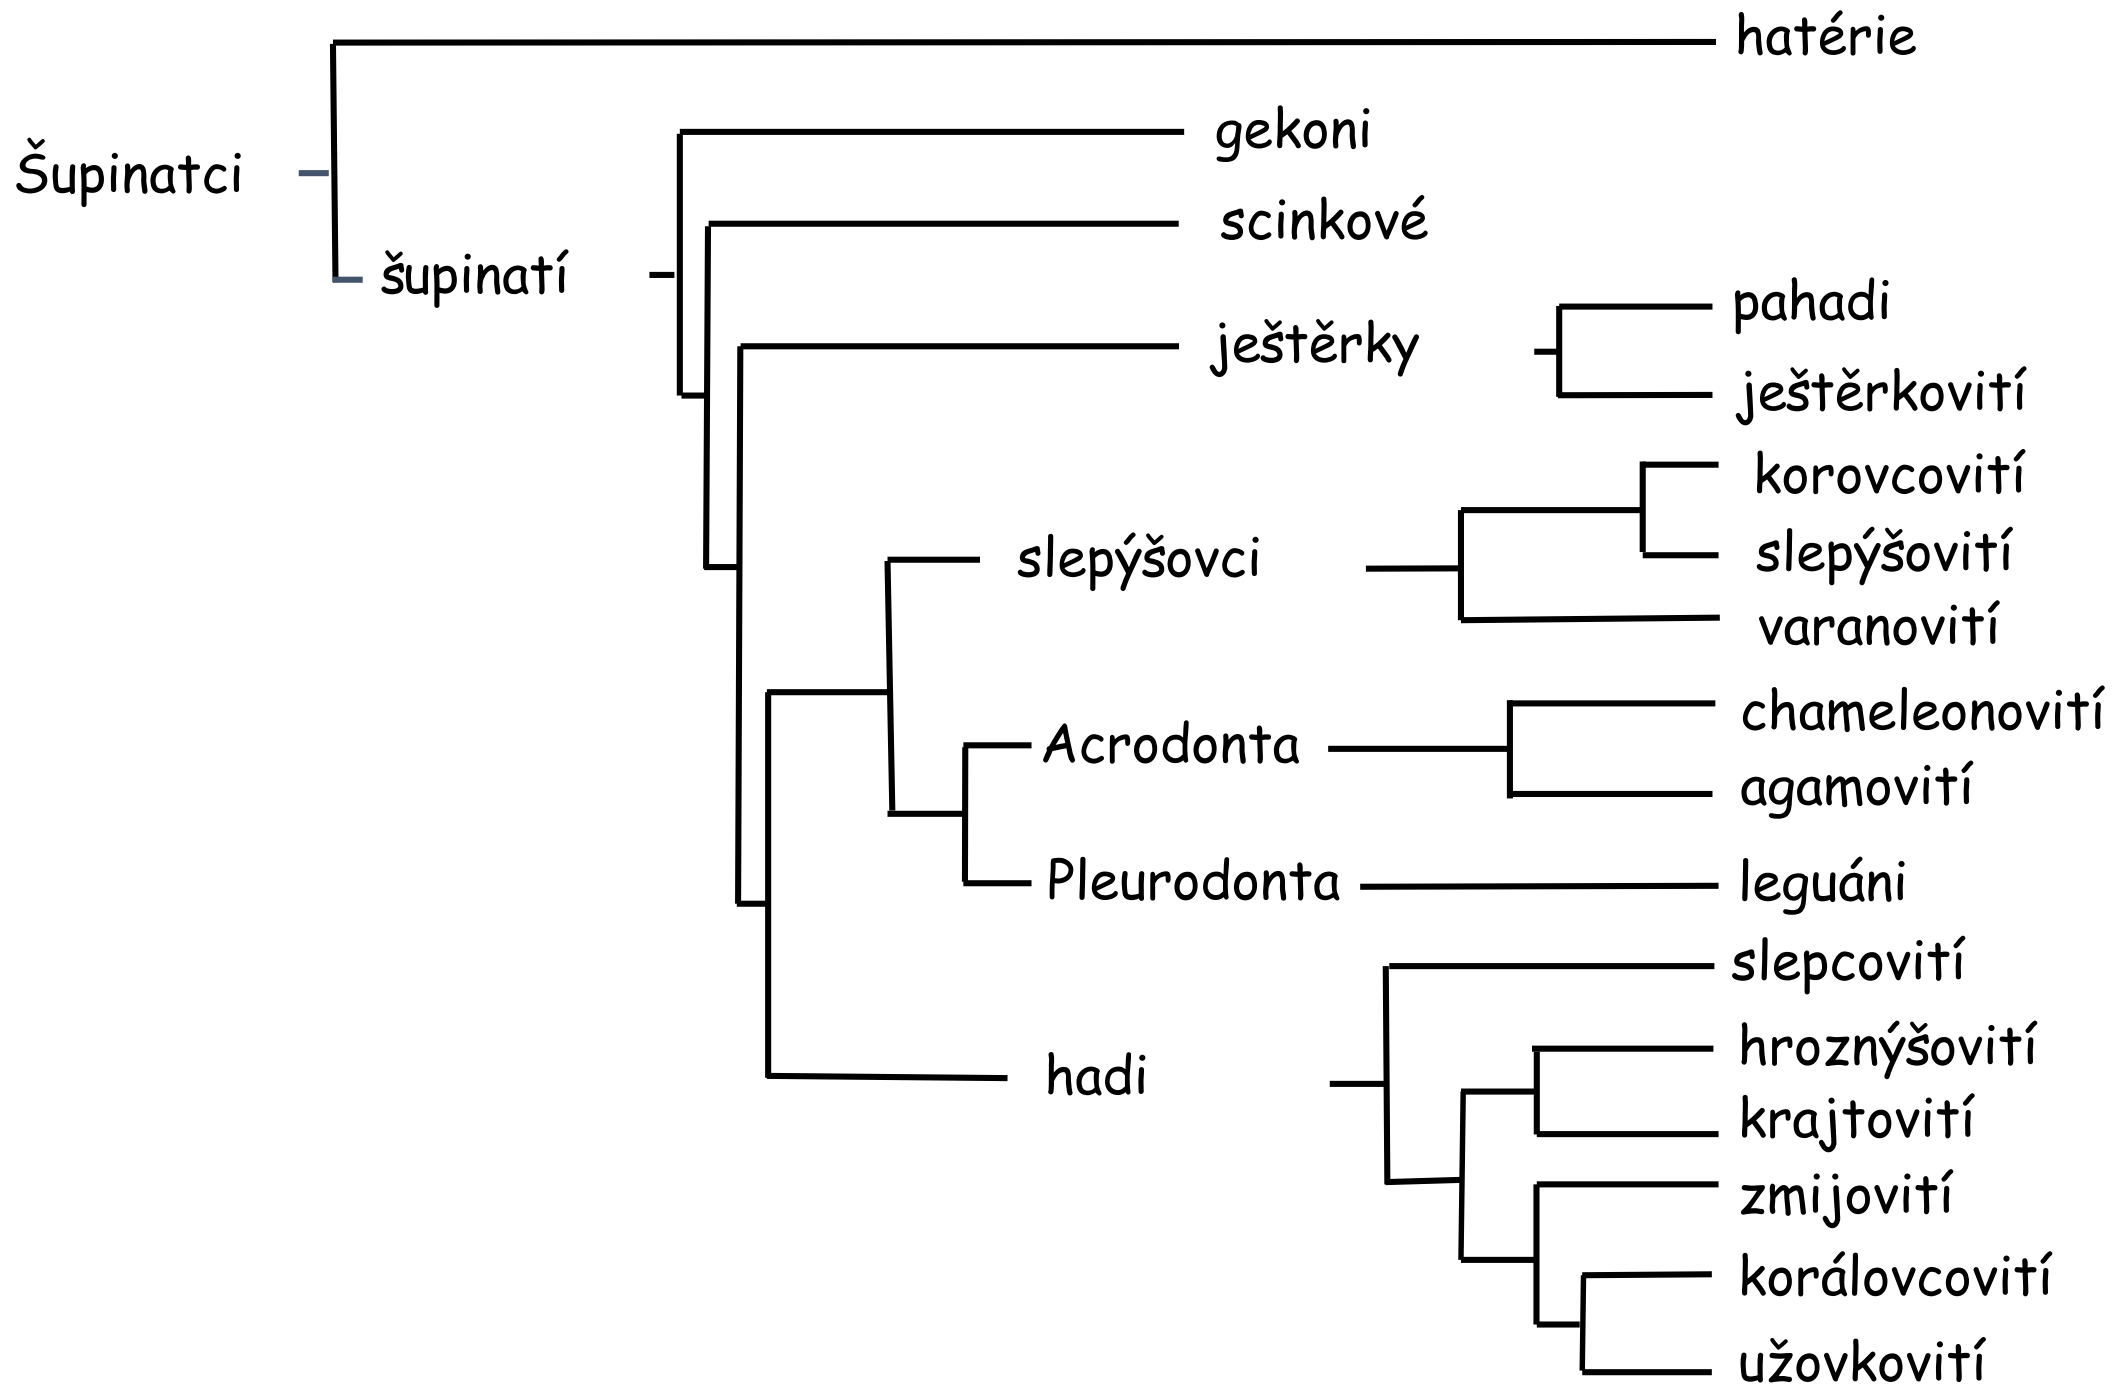 hatérie
gekoni
Šupinatci
scinkové
šupinatí
pahadi
ještěrky
ještěrkovití
korovcovití
slepýšovci
slepýšovití
varanovití
chameleonovití
Acrodonta
agamovití
Pleurodonta
leguáni
slepcovití
hroznýšovití
hadi
krajtovití
zmijovití
korálovcovití
užovkovití